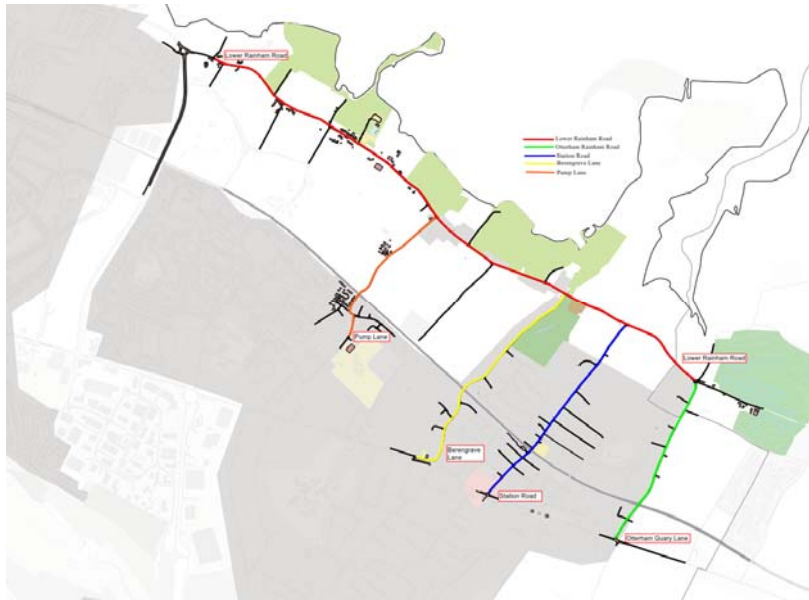 Lower Rainham Road
Lower Rainham Road
Otterham Rainham Road
Station Road
Berengrave Lane
Pump Lane
Pump Lane
Lower Rainham Road
Berengrave
Lane
Station Road
Otterham Quary Lane